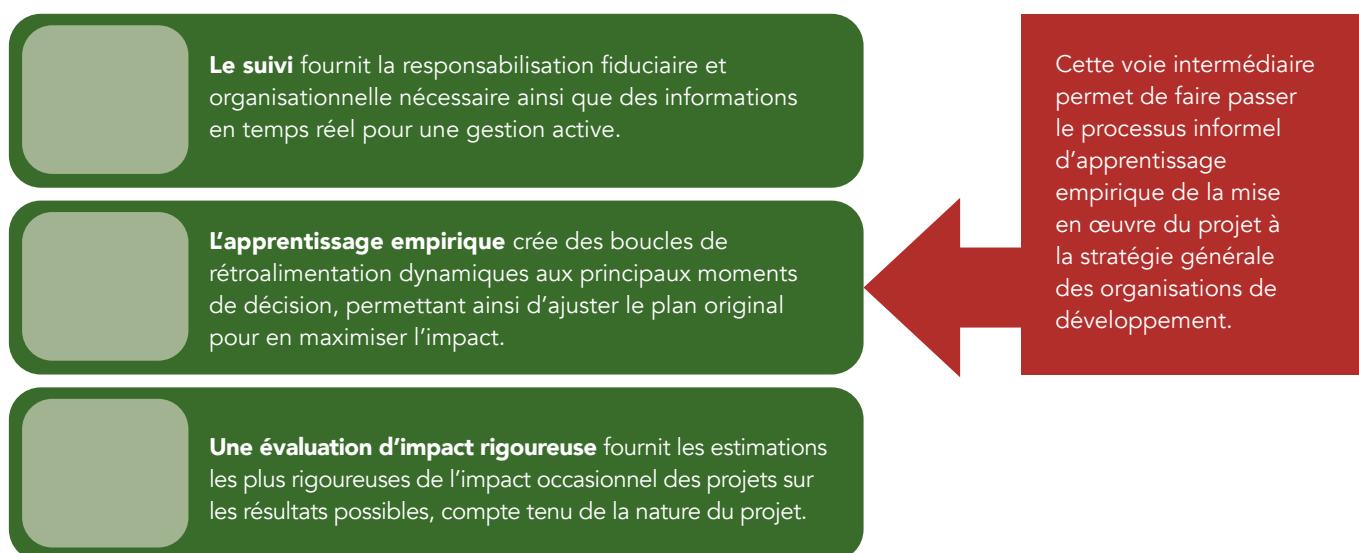 Le suivi fournit la responsabilisation fiduciaire et
organisationnelle nécessaire ainsi que des informations
en temps réel pour une gestion active.
L’apprentissage empirique crée des boucles de
rétroalimentation dynamiques aux principaux moments
de décision, permettant ainsi d’ajuster le plan original
pour en maximiser l’impact.
Une évaluation d’impact rigoureuse fournit les estimations
les plus rigoureuses de l’impact occasionnel des projets sur
les résultats possibles, compte tenu de la nature du projet.
Cette voie intermédiaire
permet de faire passer
le processus informel
d’apprentissage
empirique de la mise
en œuvre du projet à
la stratégie générale
des organisations de
développement.